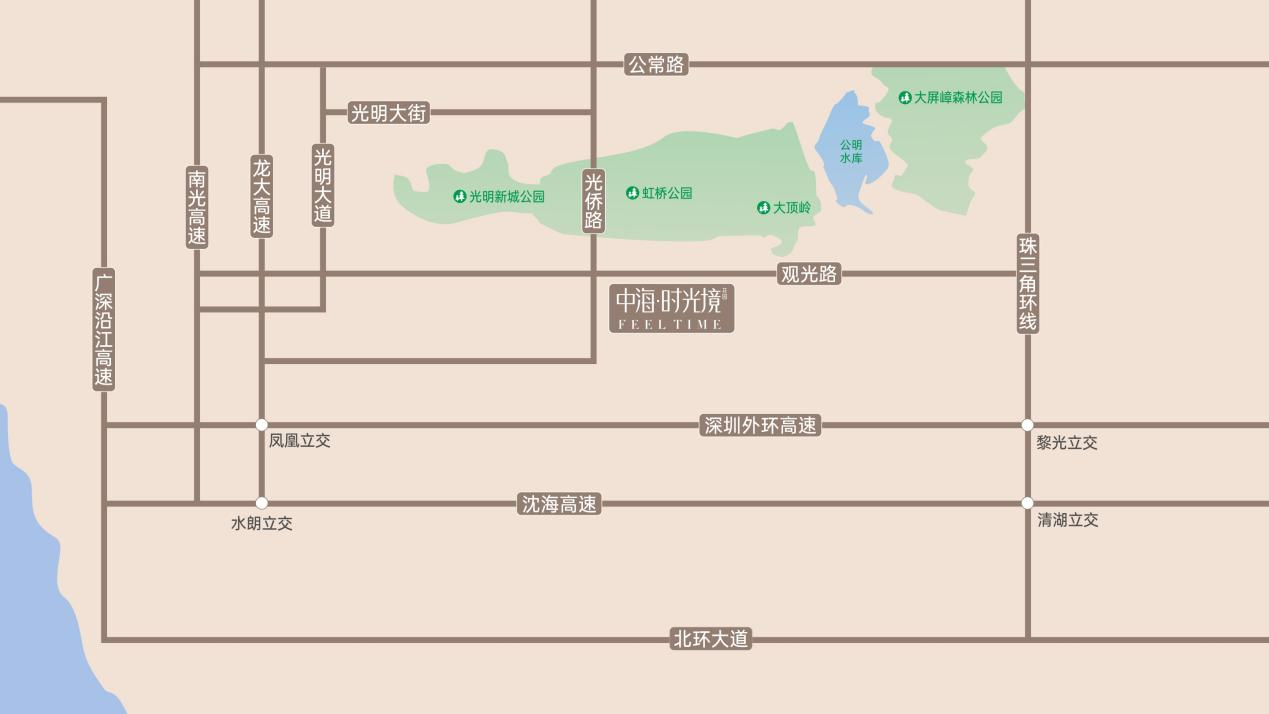 公常路
大屏嶂森林公园
光明大街
公明
水库
光明大道
龙大高速
南光高速
光侨路
光明新城公园
虹桥公园
大顶岭
观光路
珠三角环线
广深沿江高速
中海·时光境
FEEL TIME
深圳外环高速
凤凰立交
黎光立交
沈海高速
水朗立交
清湖立交
北环大道